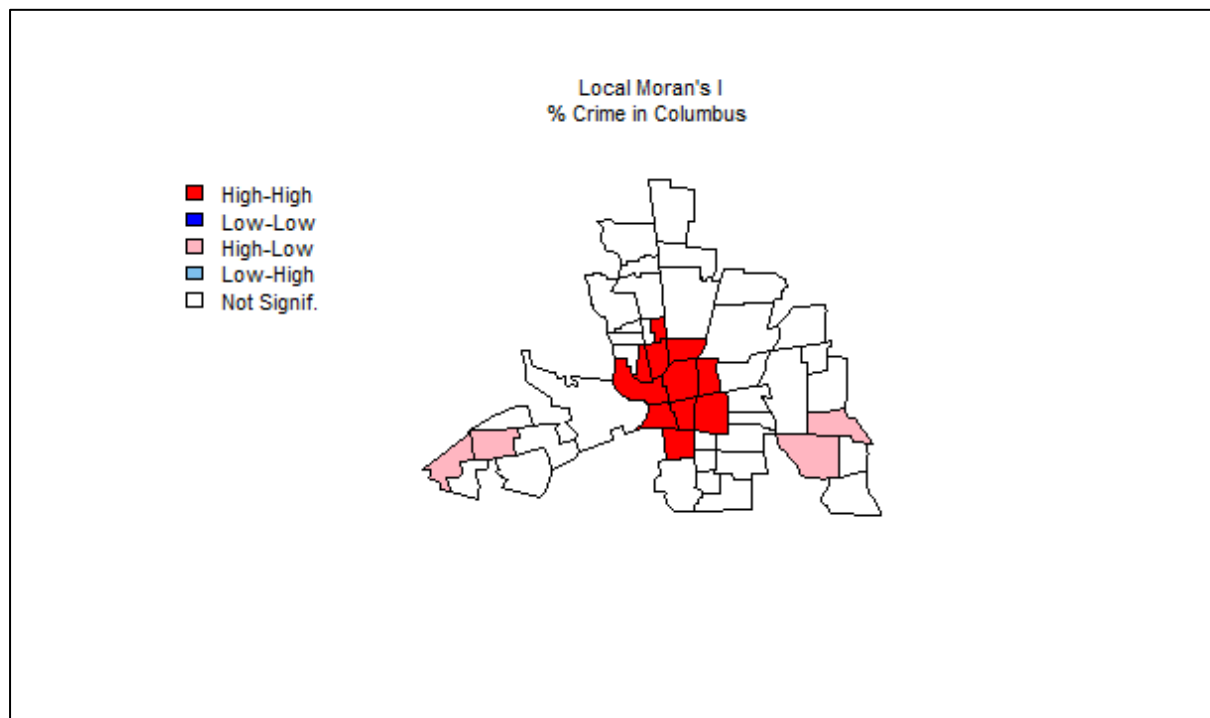 Local Moran's I
% Crime in Columbus
High-High
Low-Low
High-Low
Low-High
Not Signif.